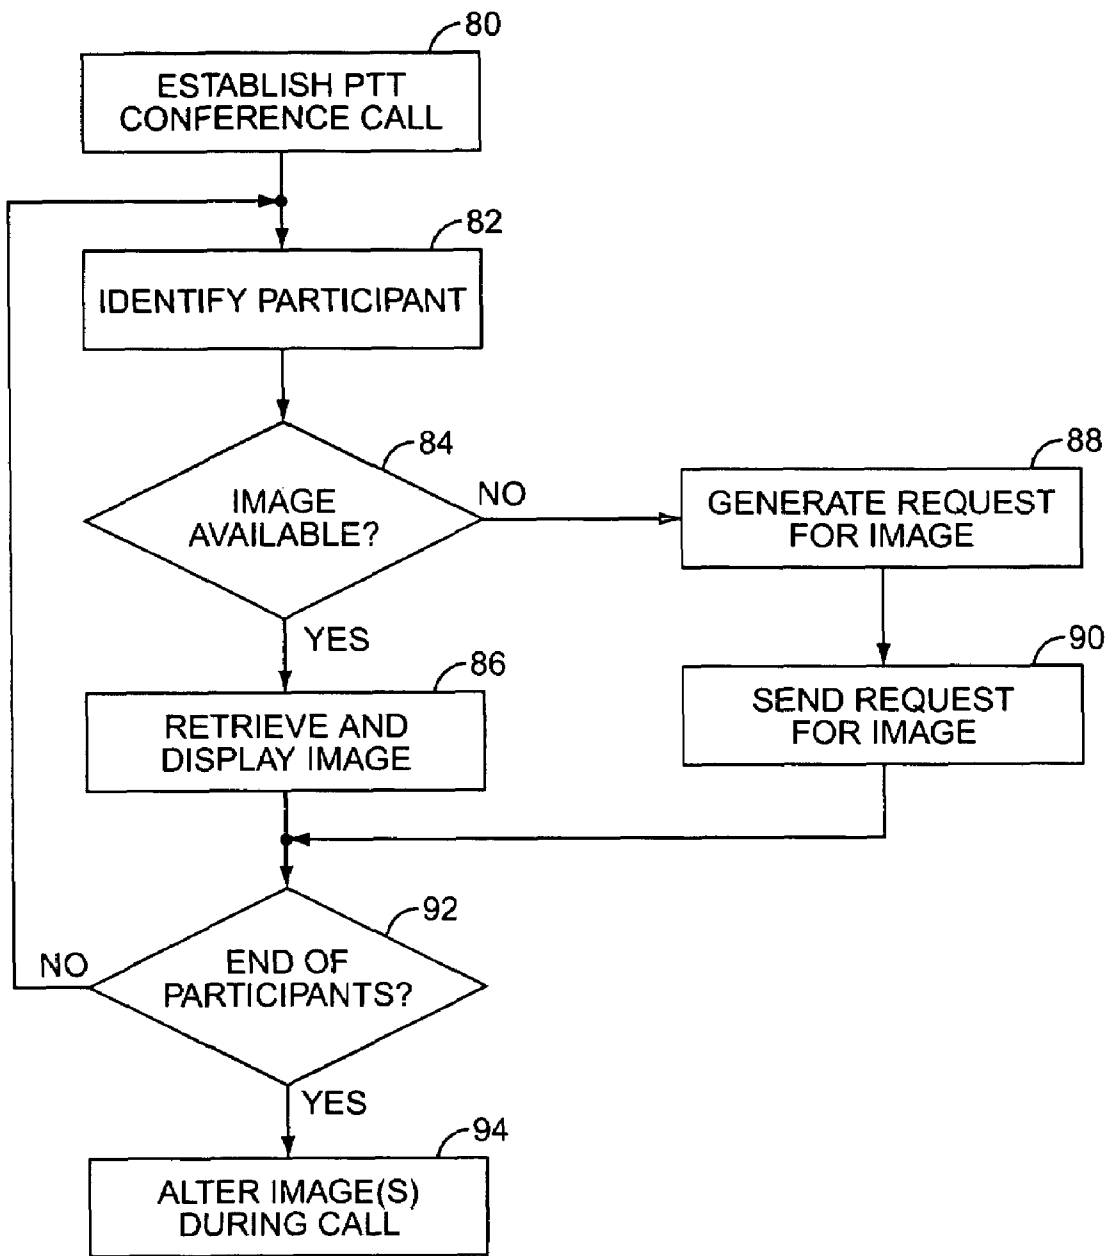 80
ESTABLISH PTT
CONFERENCE CALL
82
IDENTIFY PARTICIPANT
84
IMAGE
AVAILABLE?
NO
YES
88
GENERATE REQUEST
FOR IMAGE
86
RETRIEVE AND
DISPLAY IMAGE
90
SEND REQUEST
FOR IMAGE
92
END OF
PARTICIPANTS?
NO
YES
94
ALTER IMAGE(S)
DURING CALL